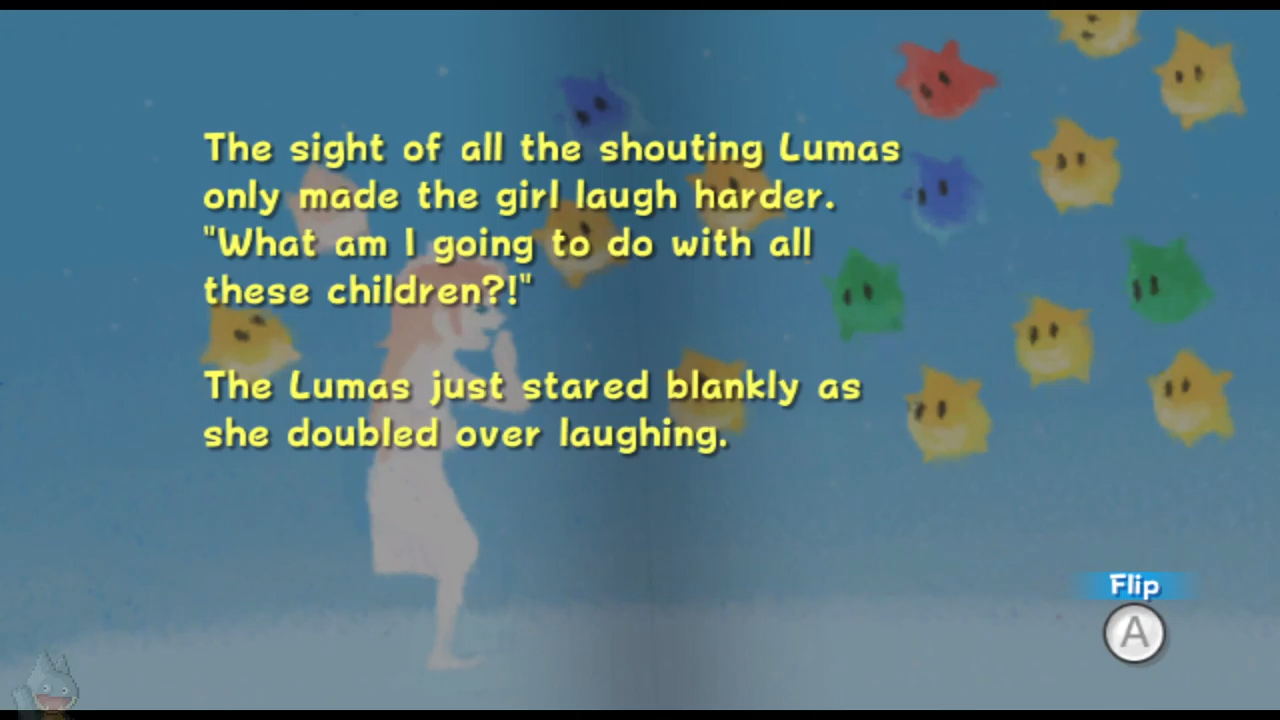 The sight of all the shouting Lumas
only made the girl laugh harder.
"What am I going to do with all
these children?!"
The Lumas just stared blankly as
she doubled over laughing.
Flip
A